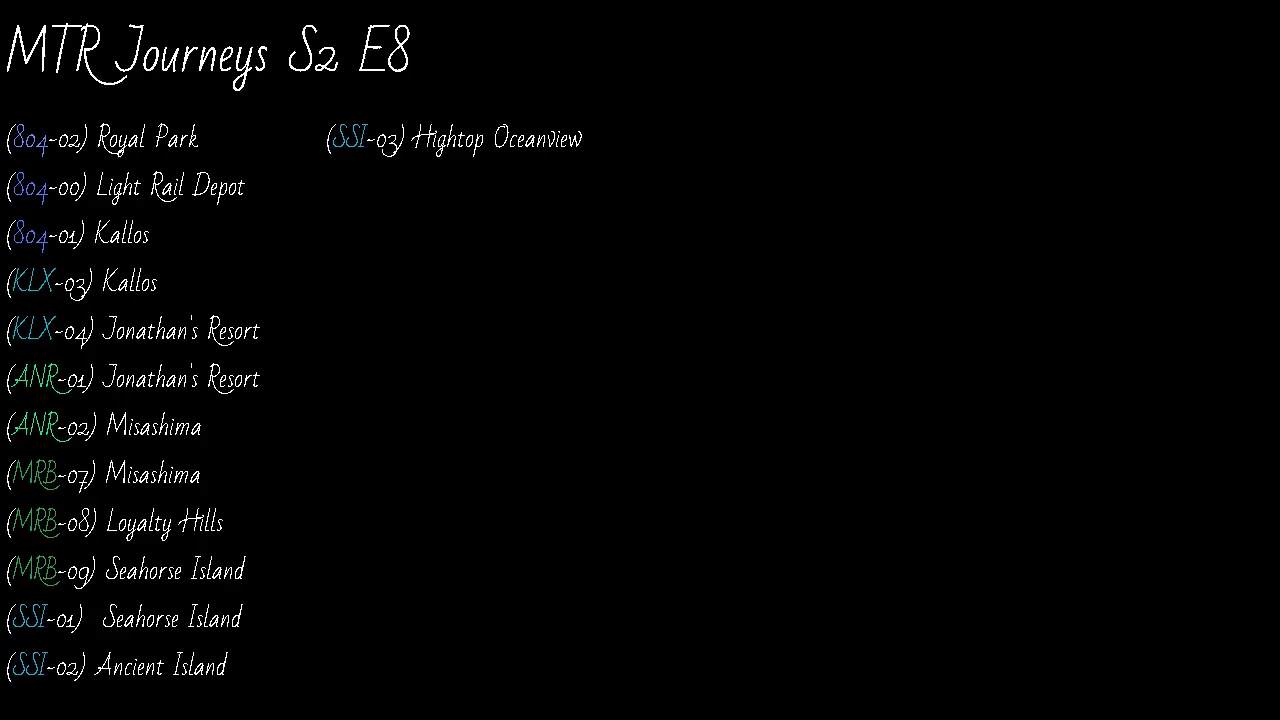 MTR Journeys S2 E8
(804-02) Royal Park
(804-00) Light Rail Depot
(804-01) Kallos
(KLX-03) Kallos
(KLX-04) Jonathan's Resort
(ANR-01) Jonathan's Resort
(ANR-02) Misashima
(MRB-07) Misashima
(MRB-08) Loyalty Hills
(MRB-09) Seahorse Island
(SSI-01) Seahorse Island
(SSI-02) Ancient Island
(SSI-03) Hightop Oceanview